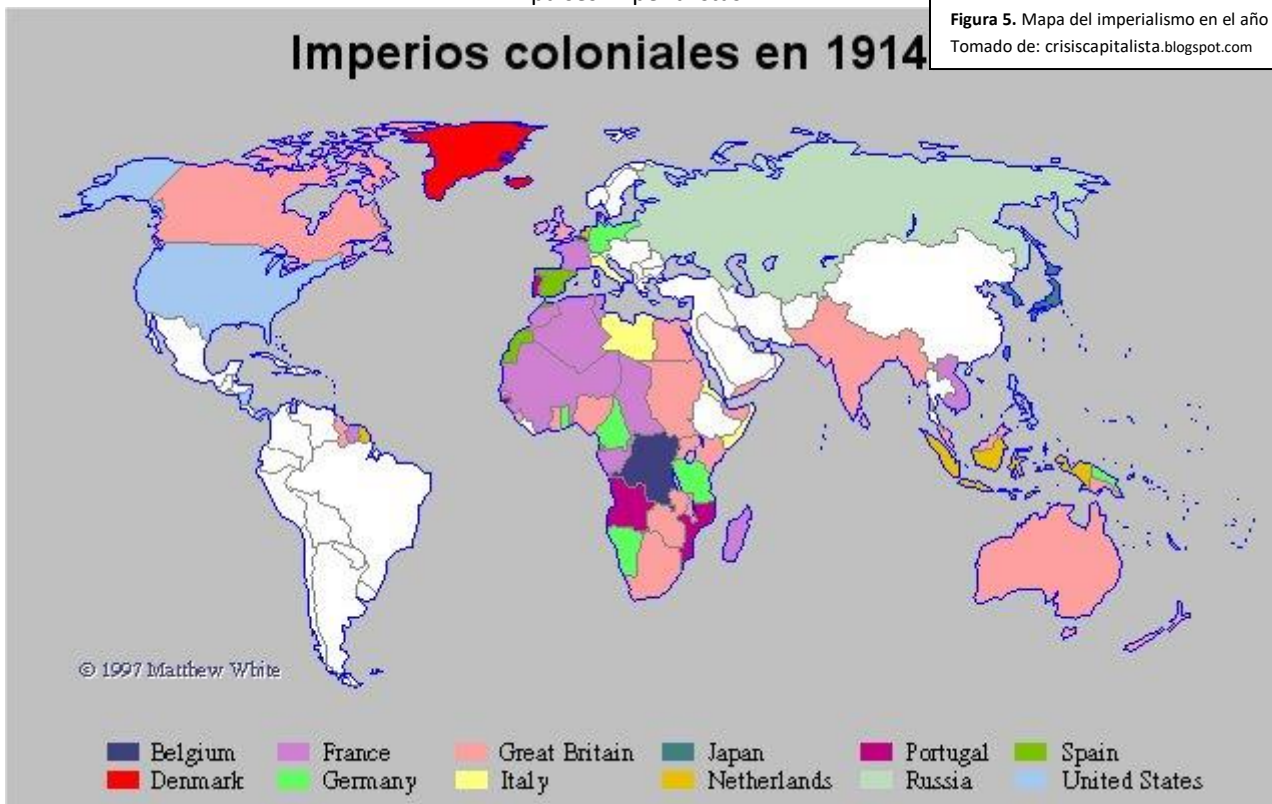 Figura 5. Mapa del imperialismo en el año
Tomado de: crisiscapitalista.blogspot.com
Imperios coloniales en 1914
© 1997 Matthew White
Belgium France Great Britain Japan Portugal Spain
Denmark Germany Italy Netherlands Russia United States